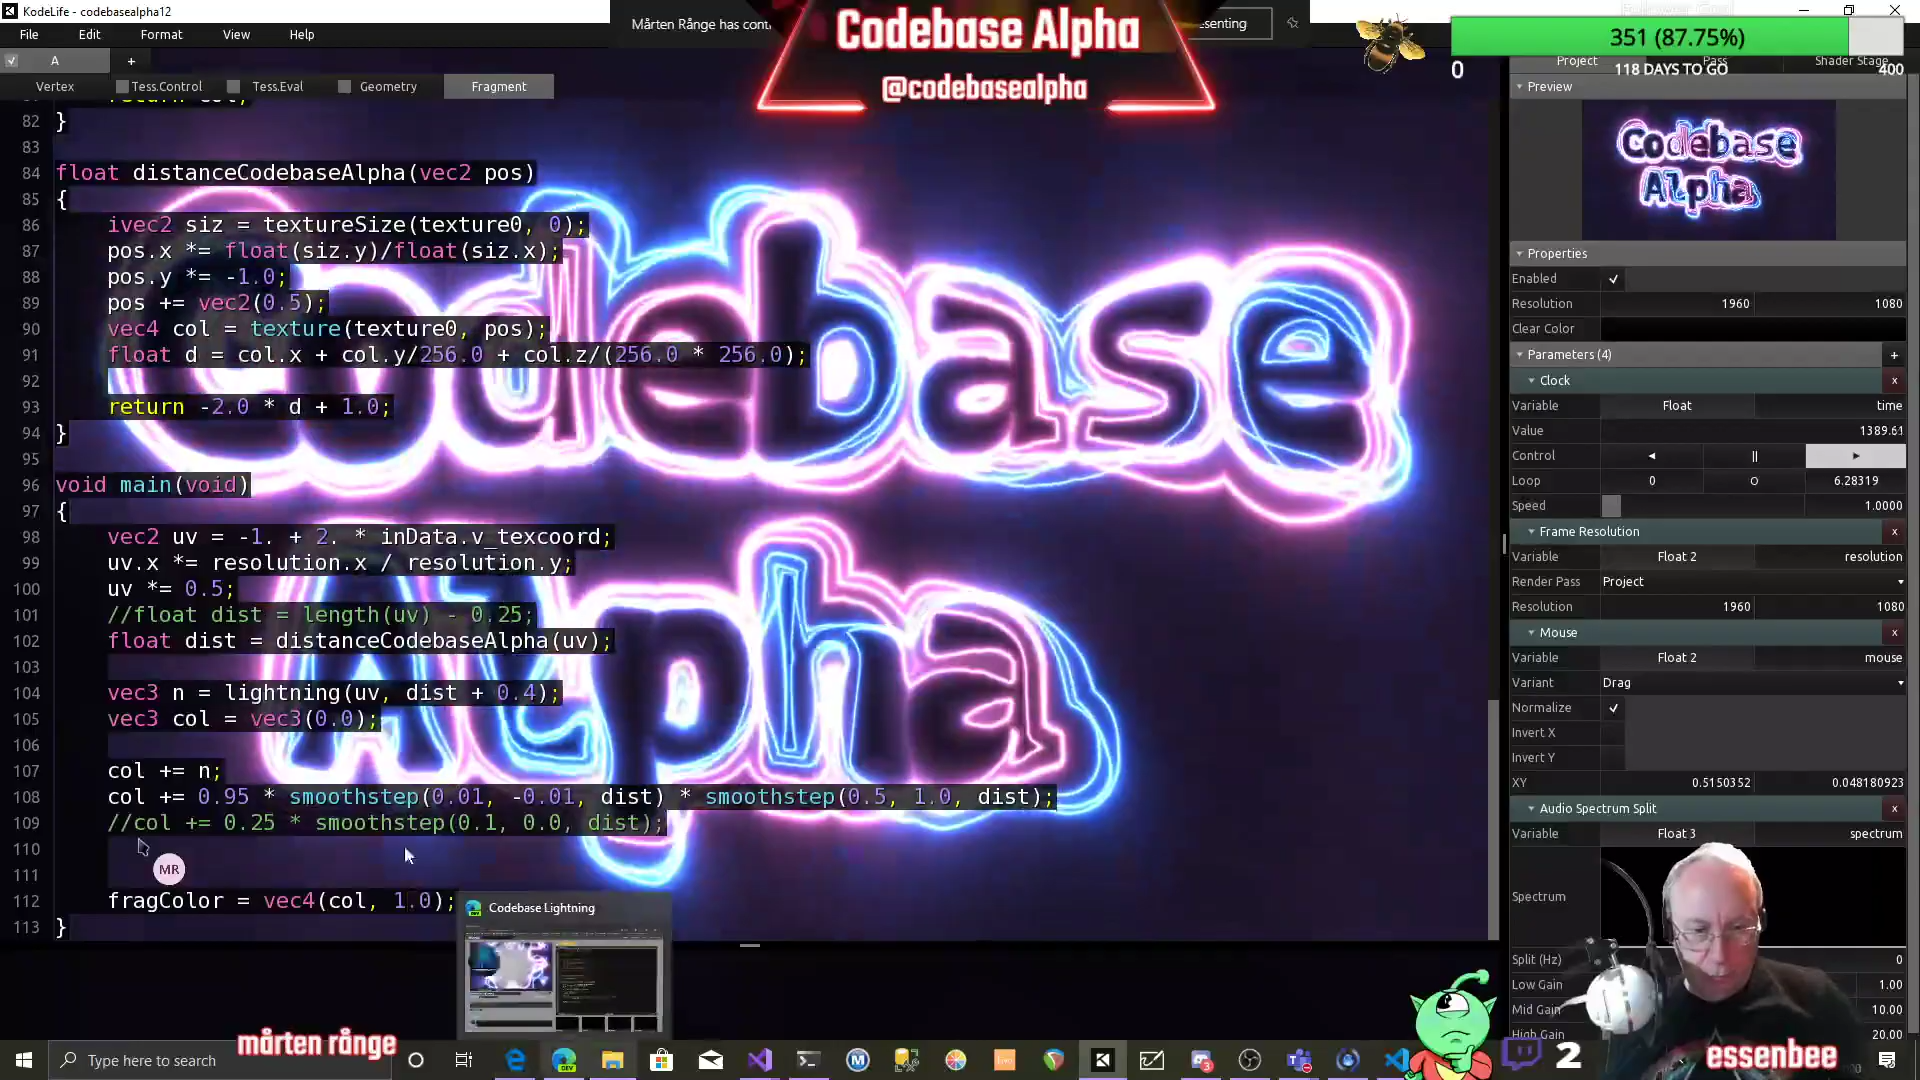 KodeLife - codebasealpha12
File Edit Format View Help
Mårten Rånge has cont
senting
Codebase Alpha
@codebasealpha
351 (87.75%)
0
118 DAYS TO GO
400
A
+
Vertex
Tess.Control
Tess.Eval
Geometry
Fragment
82 }
83
84 float distanceCodebaseAlpha(vec2 pos)
85 {
86 ivec2 siz = textureSize(texture0, 0);
87 pos.x *= float(siz.y)/float(siz.x);
88 pos.y *= -1.0;
89 pos += vec2(0.5);
90 vec4 col = texture(texture0, pos);
91 float d = col.x + col.y/256.0 + col.z/(256.0 * 256.0);
92
93 return -2.0 * d + 1.0;
94 }
95
96 void main(void)
97 {
98 vec2 uv = -1. + 2. * inData.v_texcoord;
99 uv.x *= resolution.x / resolution.y;
100 uv *= 0.5;
101 //float dist = length(uv) - 0.25;
102 float dist = distanceCodebaseAlpha(uv);
103
104 vec3 n = lightning(uv, dist + 0.4);
105 vec3 col = vec3(0.0);
106
107 col += n;
108 col += 0.95 * smoothstep(0.01, -0.01, dist) * smoothstep(0.5, 1.0, dist);
109 //col += 0.25 * smoothstep(0.1, 0.0, dist);
110
111
112 fragColor = vec4(col, 1.0);
113 }
MR
Codebase
Alpha
Codebase Lightning
Project
Pass
Shader Stage
Preview
Codebase
Alpha
Properties
Enabled
Resolution 1960 1080
Clear Color
Parameters (4) +
Clock x
Variable Float time
Value 1389.61
Control
Loop 0 6.28319
Speed 1.0000
Frame Resolution x
Variable Float 2 resolution
Render Pass Project
Resolution 1960 1080
Mouse x
Variable Float 2 mouse
Variant Drag
Normalize
Invert X
Invert Y
XY 0.5150352 0.048180923
Audio Spectrum Split x
Variable Float 3 spectrum
Spectrum
Split (Hz) 0
Low Gain 1.00
Mid Gain 10.00
High Gain 20.00
mårten rånge
essenbee
Type here to search
DEV
3
2